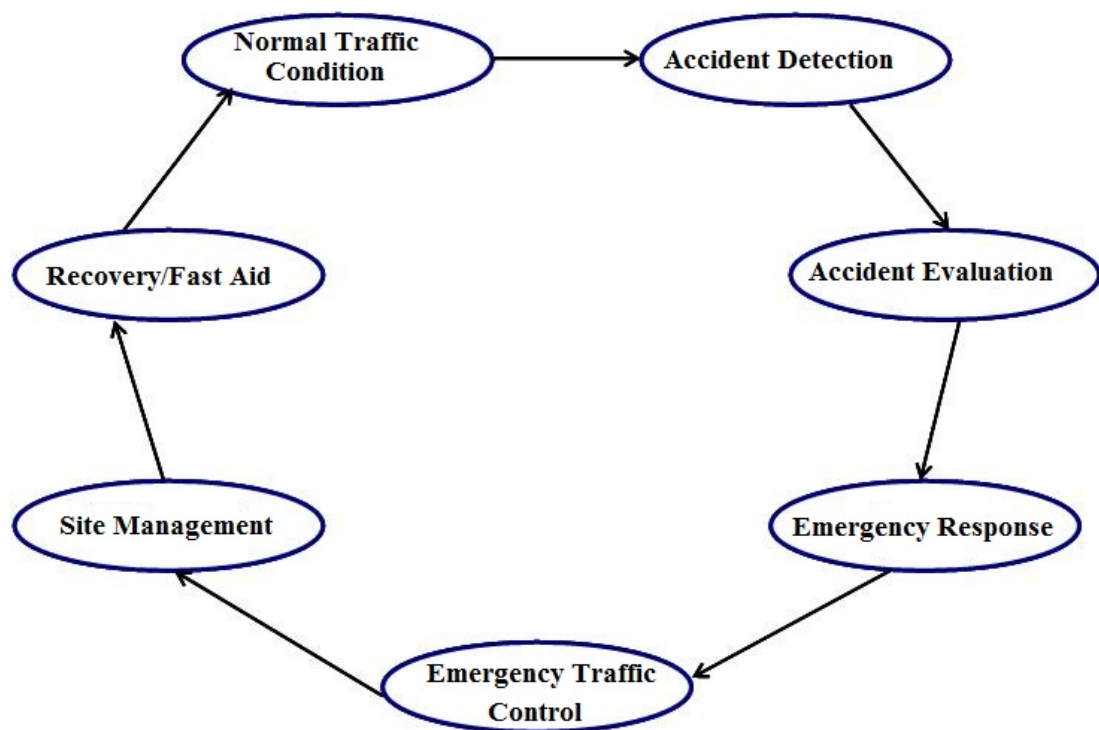 Normal Traffic
Condition
Accident Detection
Accident Evaluation
Emergency Response
Emergency Traffic
Control
Site Management
Recovery/Fast Aid